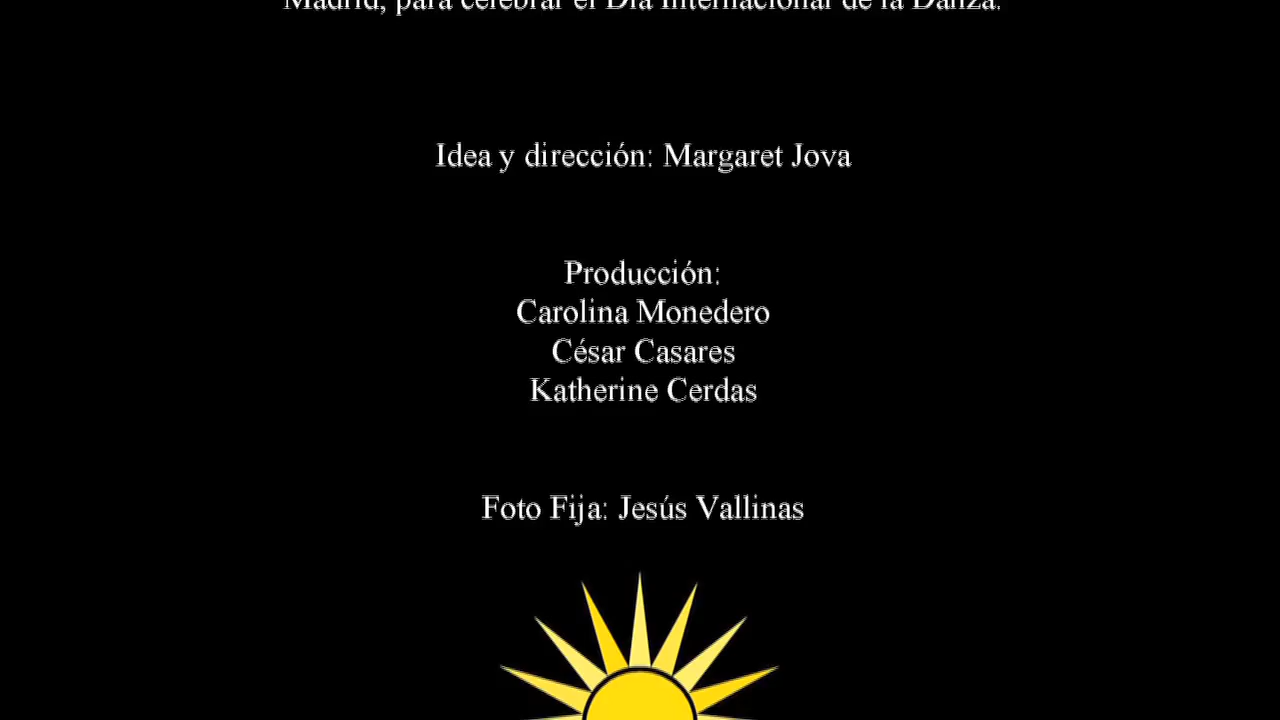 Madrid, para celebrar el Día Internacional de la Danza.
Idea y dirección: Margaret Jova
Producción:
Carolina Monedero
César Casares
Katherine Cerdas
Foto Fija: Jesús Vallinas